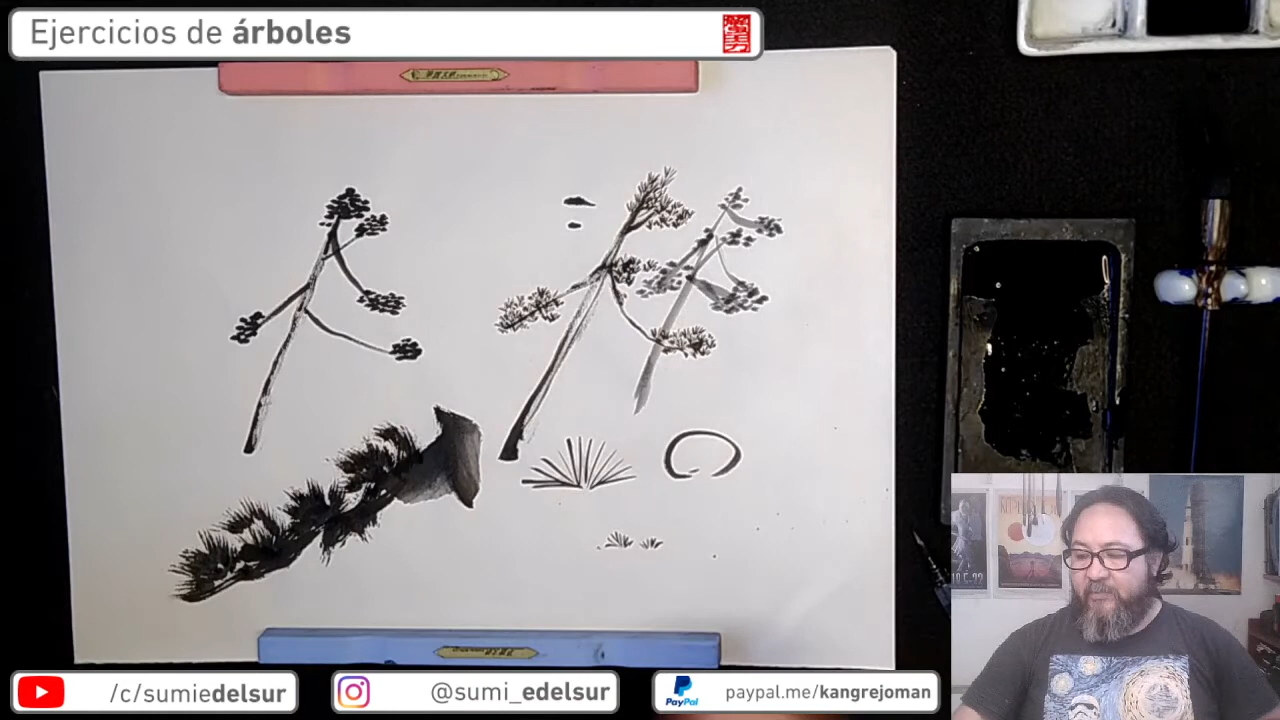 Ejercicios de árboles
/c/sumiedelsur
@sumi_edelsur
PayPal
paypal.me/kangrejoman